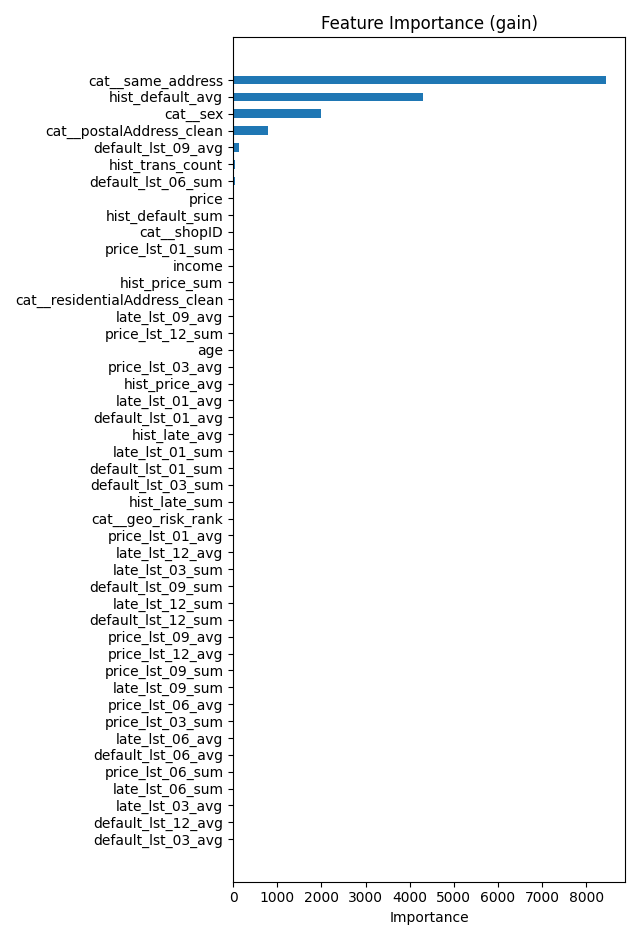 Feature Importance (gain)
cat__same_address
hist_default_avg
cat__sex
cat__postalAddress_clean
default_lst_09_avg
hist_trans_count
default_lst_06_sum
price
hist_default_sum
cat__shopID
price_lst_01_sum
income
hist_price_sum
cat__residentialAddress_clean
late_lst_09_avg
price_lst_12_sum
age
price_lst_03_avg
hist_price_avg
late_lst_01_avg
default_lst_01_avg
hist_late_avg
late_lst_01_sum
default_lst_01_sum
default_lst_03_sum
hist_late_sum
cat__geo_risk_rank
price_lst_01_avg
late_lst_12_avg
late_lst_03_sum
default_lst_09_sum
late_lst_12_sum
default_lst_12_sum
price_lst_09_avg
price_lst_12_avg
price_lst_09_sum
late_lst_09_sum
price_lst_06_avg
price_lst_03_sum
late_lst_06_avg
default_lst_06_avg
price_lst_06_sum
late_lst_06_sum
late_lst_03_avg
default_lst_12_avg
default_lst_03_avg
0 1000 2000 3000 4000 5000 6000 7000 8000
Importance